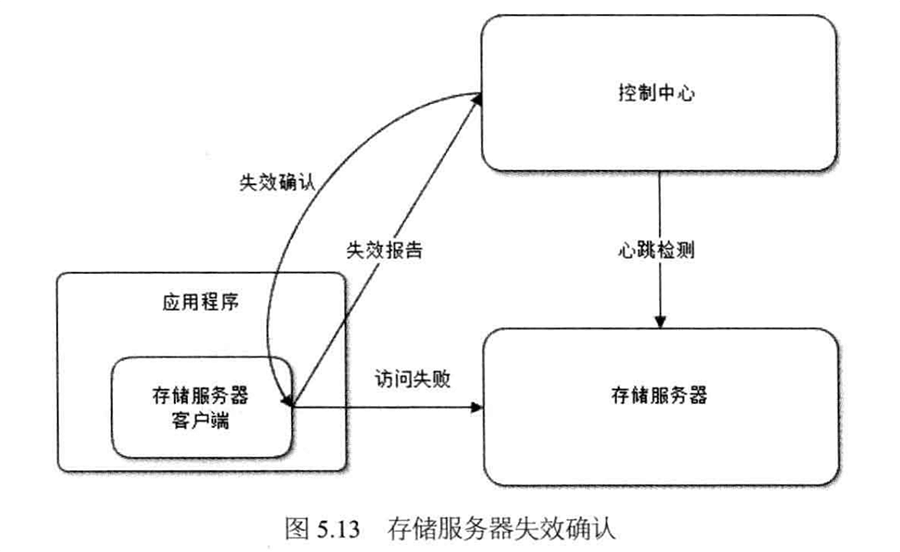 控制中心
失效确认
失效报告
心跳检测
应用程序
存储服务器
客户端
访问失败
存储服务器
图 5.13 存储服务器失效确认